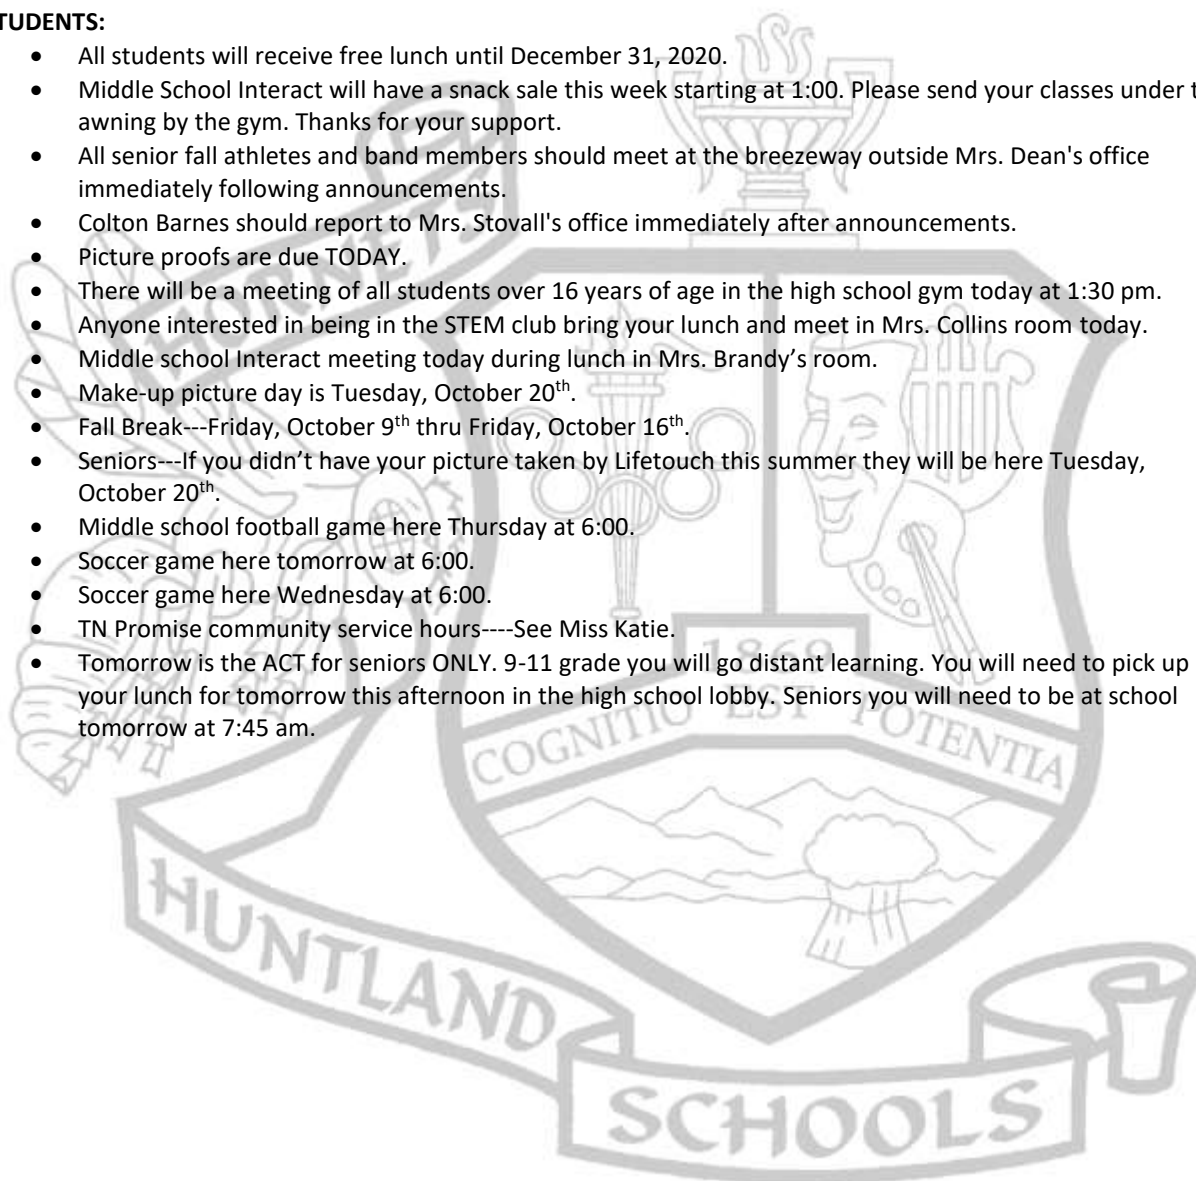 TUDENTS:
• All students will receive free lunch until December 31, 2020.
• Middle School Interact will have a snack sale this week starting at 1:00. Please send your classes under t
awning by the gym. Thanks for your support.
• All senior fall athletes and band members should meet at the breezeway outside Mrs. Dean's office
immediately following announcements.
• Colton Barnes should report to Mrs. Stovall's office immediately after announcements.
• Picture proofs are due TODAY.
• There will be a meeting of all students over 16 years of age in the high school gym today at 1:30 pm.
• Anyone interested in being in the STEM club bring your lunch and meet in Mrs. Collins room today.
• Middle school Interact meeting today during lunch in Mrs. Brandy’s room.
• Make-up picture day is Tuesday, October 20th.
• Fall Break---Friday, October 9th thru Friday, October 16th.
• Seniors---If you didn’t have your picture taken by Lifetouch this summer they will be here Tuesday,
October 20th.
• Middle school football game here Thursday at 6:00.
• Soccer game here tomorrow at 6:00.
• Soccer game here Wednesday at 6:00.
• TN Promise community service hours----See Miss Katie.
• Tomorrow is the ACT for seniors ONLY. 9-11 grade you will go distant learning. You will need to pick up
your lunch for tomorrow this afternoon in the high school lobby. Seniors you will need to be at school
tomorrow at 7:45 am.
HORNETS
1869
COGNITIO EST POTENTIA
HUNTLAND
SCHOOLS